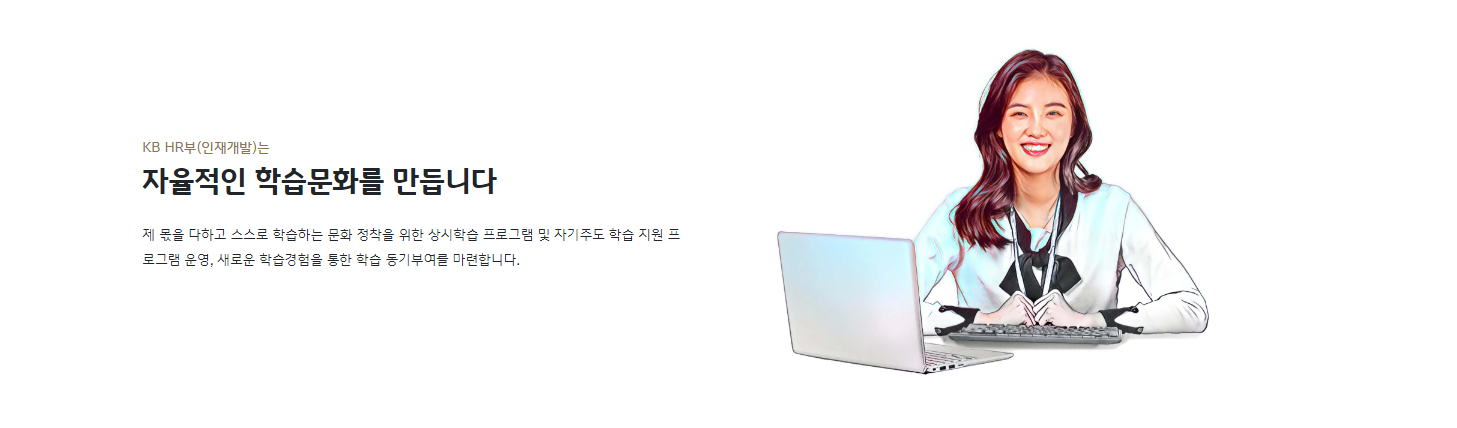 KB HR부(인재개발)는
자율적인 학습문화를 만듭니다
제 몫을 다하고 스스로 학습하는 문화 정착을 위한 상시학습 프로그램 및 자기주도 학습 지원 프
로그램 운영, 새로운 학습경험을 통한 학습 동기부여를 마련합니다.